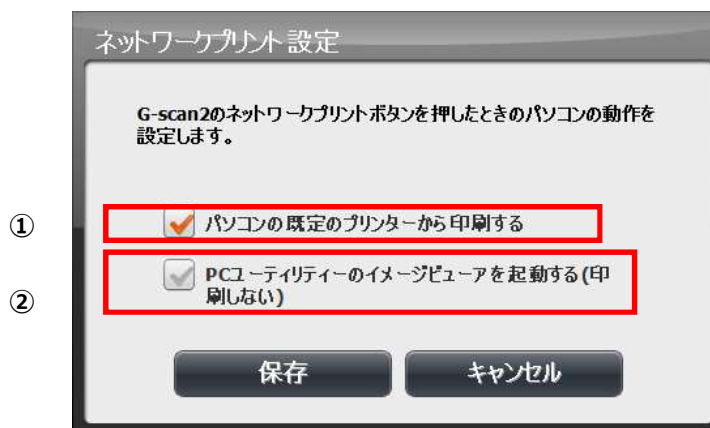 ネットワークプリント設定
G-scan2のネットワークプリントボタンを押したときのパソコンの動作を
設定します。
① パソコンの既定のプリンターから印刷する
② PCユーティリティーのイメージビューアを起動する(印
刷しない)
保存 キャンセル